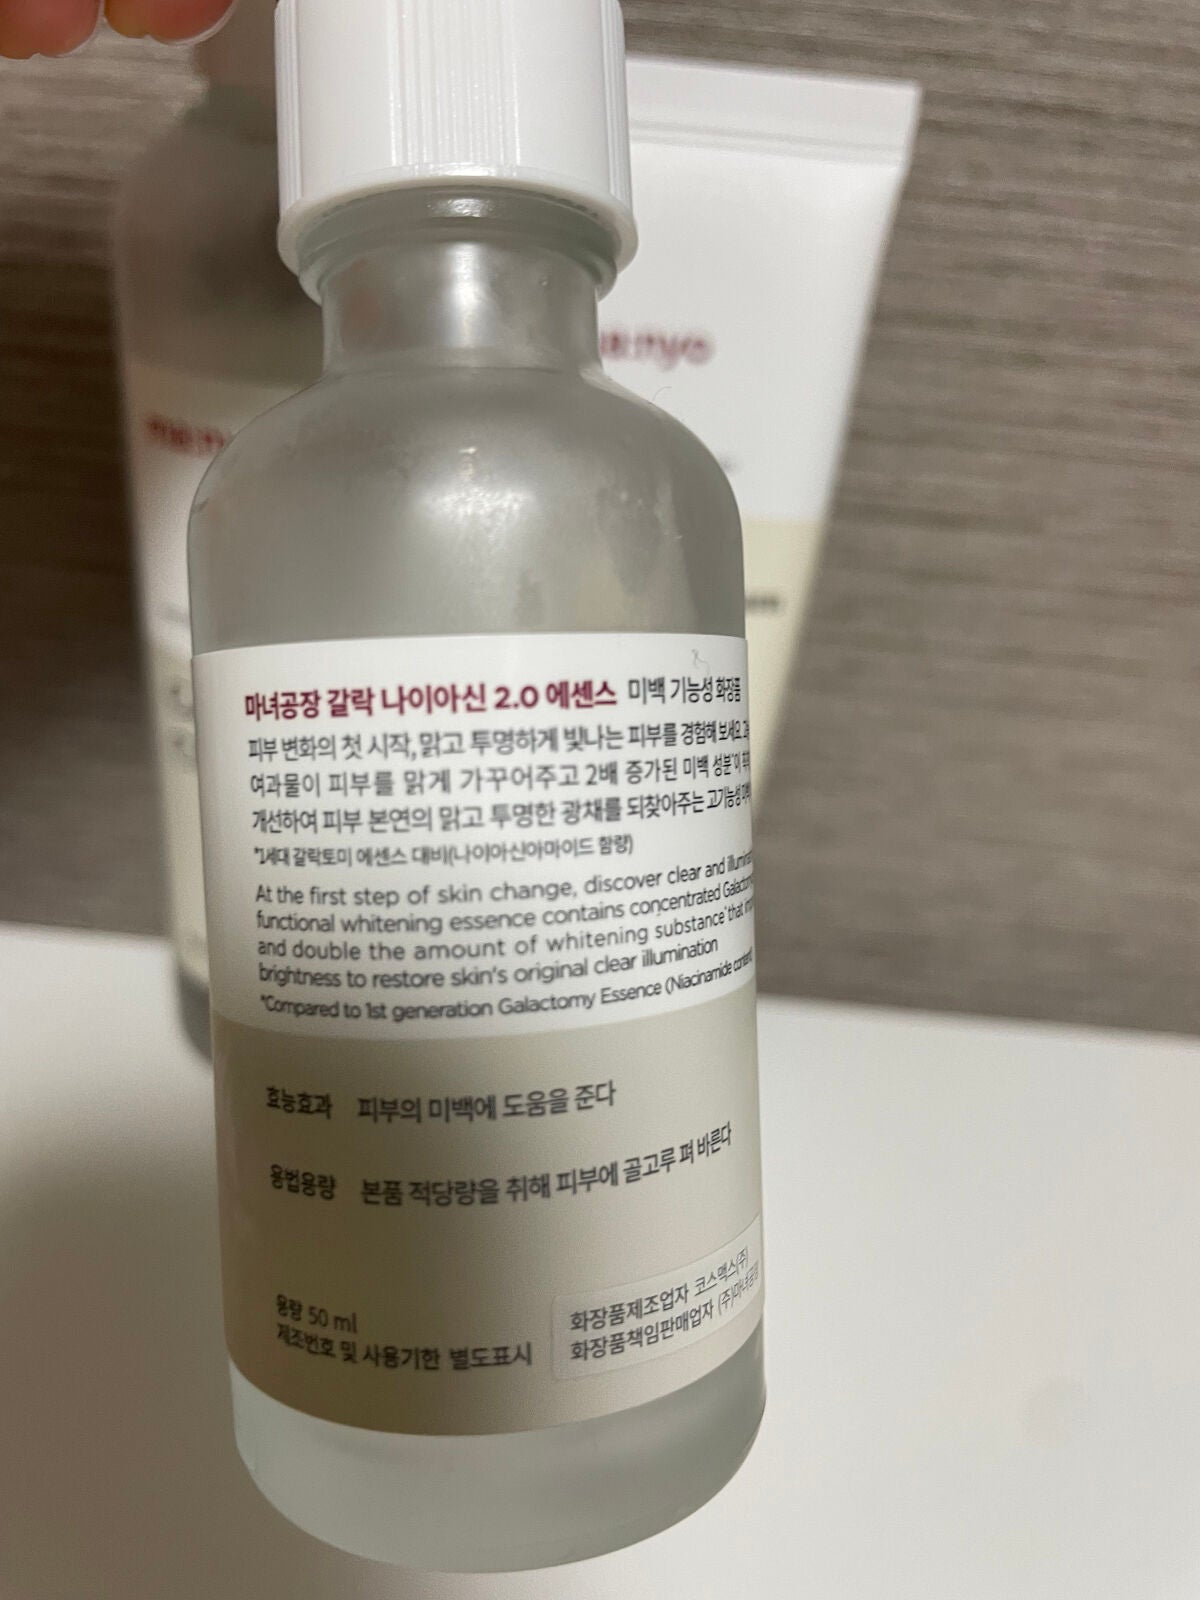 ma:nyo
마녀공장 갈락 나이아신 2.0 에센스 미백 기능성 화장품
피부 변화의 첫 시작, 맑고 투명하게 빛나는 피부를 경험해 보세요.
여과물이 피부를 맑게 가꾸어주고 2배 증가된 미백 성분*이
개선하여 피부 본연의 맑고 투명한 광채를 되찾아주는 고기능성
*1세대 갈락토미 에센스 대비(나이아신아마이드 함량)
At the first step of skin change, discover clear and
functional whitening essence contains concentrated
and double the amount of whitening substance* that
brightness to restore skin's original clear illumination
*Compared to 1st generation Galactomy Essence (Niacinamide content
효능효과 피부의 미백에 도움을 준다
용법용량 본품 적당량을 취해 피부에 골고루 펴 바른다
용량 50 ml
제조번호 및 사용기한 별도표시
화장품제조업자 코스맥스(주)
화장품책임판매업자 (주)마녀공장